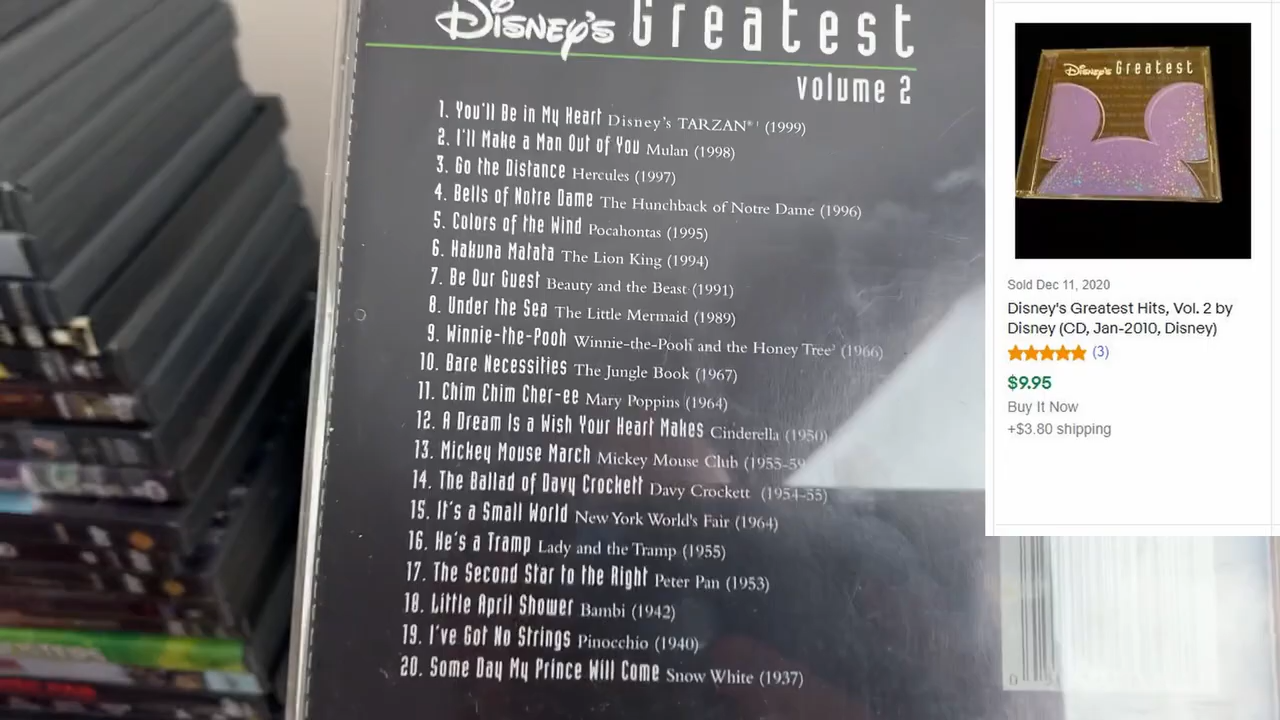 Disney's Greatest
volume 2
1. You'll Be in My Heart Disney's TARZAN®¹ (1999)
2. I'll Make a Man Out of You Mulan (1998)
3. Go the Distance Hercules (1997)
4. Bells of Notre Dame The Hunchback of Notre Dame (1996)
5. Colors of the Wind Pocahontas (1995)
6. Hakuna Matata The Lion King (1994)
7. Be Our Guest Beauty and the Beast (1991)
8. Under the Sea The Little Mermaid (1989)
9. Winnie-the-Pooh Winnie-the-Pooh and the Honey Tree² (1966)
10. Bare Necessities The Jungle Book (1967)
11. Chim Chim Cher-ee Mary Poppins (1964)
12. A Dream Is a Wish Your Heart Makes Cinderella (1950)
13. Mickey Mouse March Mickey Mouse Club (1955-59
14. The Ballad of Davy Crockett Davy Crockett (1954-55)
15. It's a Small World New York World's Fair (1964)
16. He's a Tramp Lady and the Tramp (1955)
17. The Second Star to the Right Peter Pan (1953)
18. Little April Shower Bambi (1942)
19. I've Got No Strings Pinocchio (1940)
20. Some Day My Prince Will Come Snow White (1937)
Disney's Greatest
Sold Dec 11, 2020
Disney's Greatest Hits, Vol. 2 by
Disney (CD, Jan-2010, Disney)
(3)
$9.95
Buy It Now
+$3.80 shipping